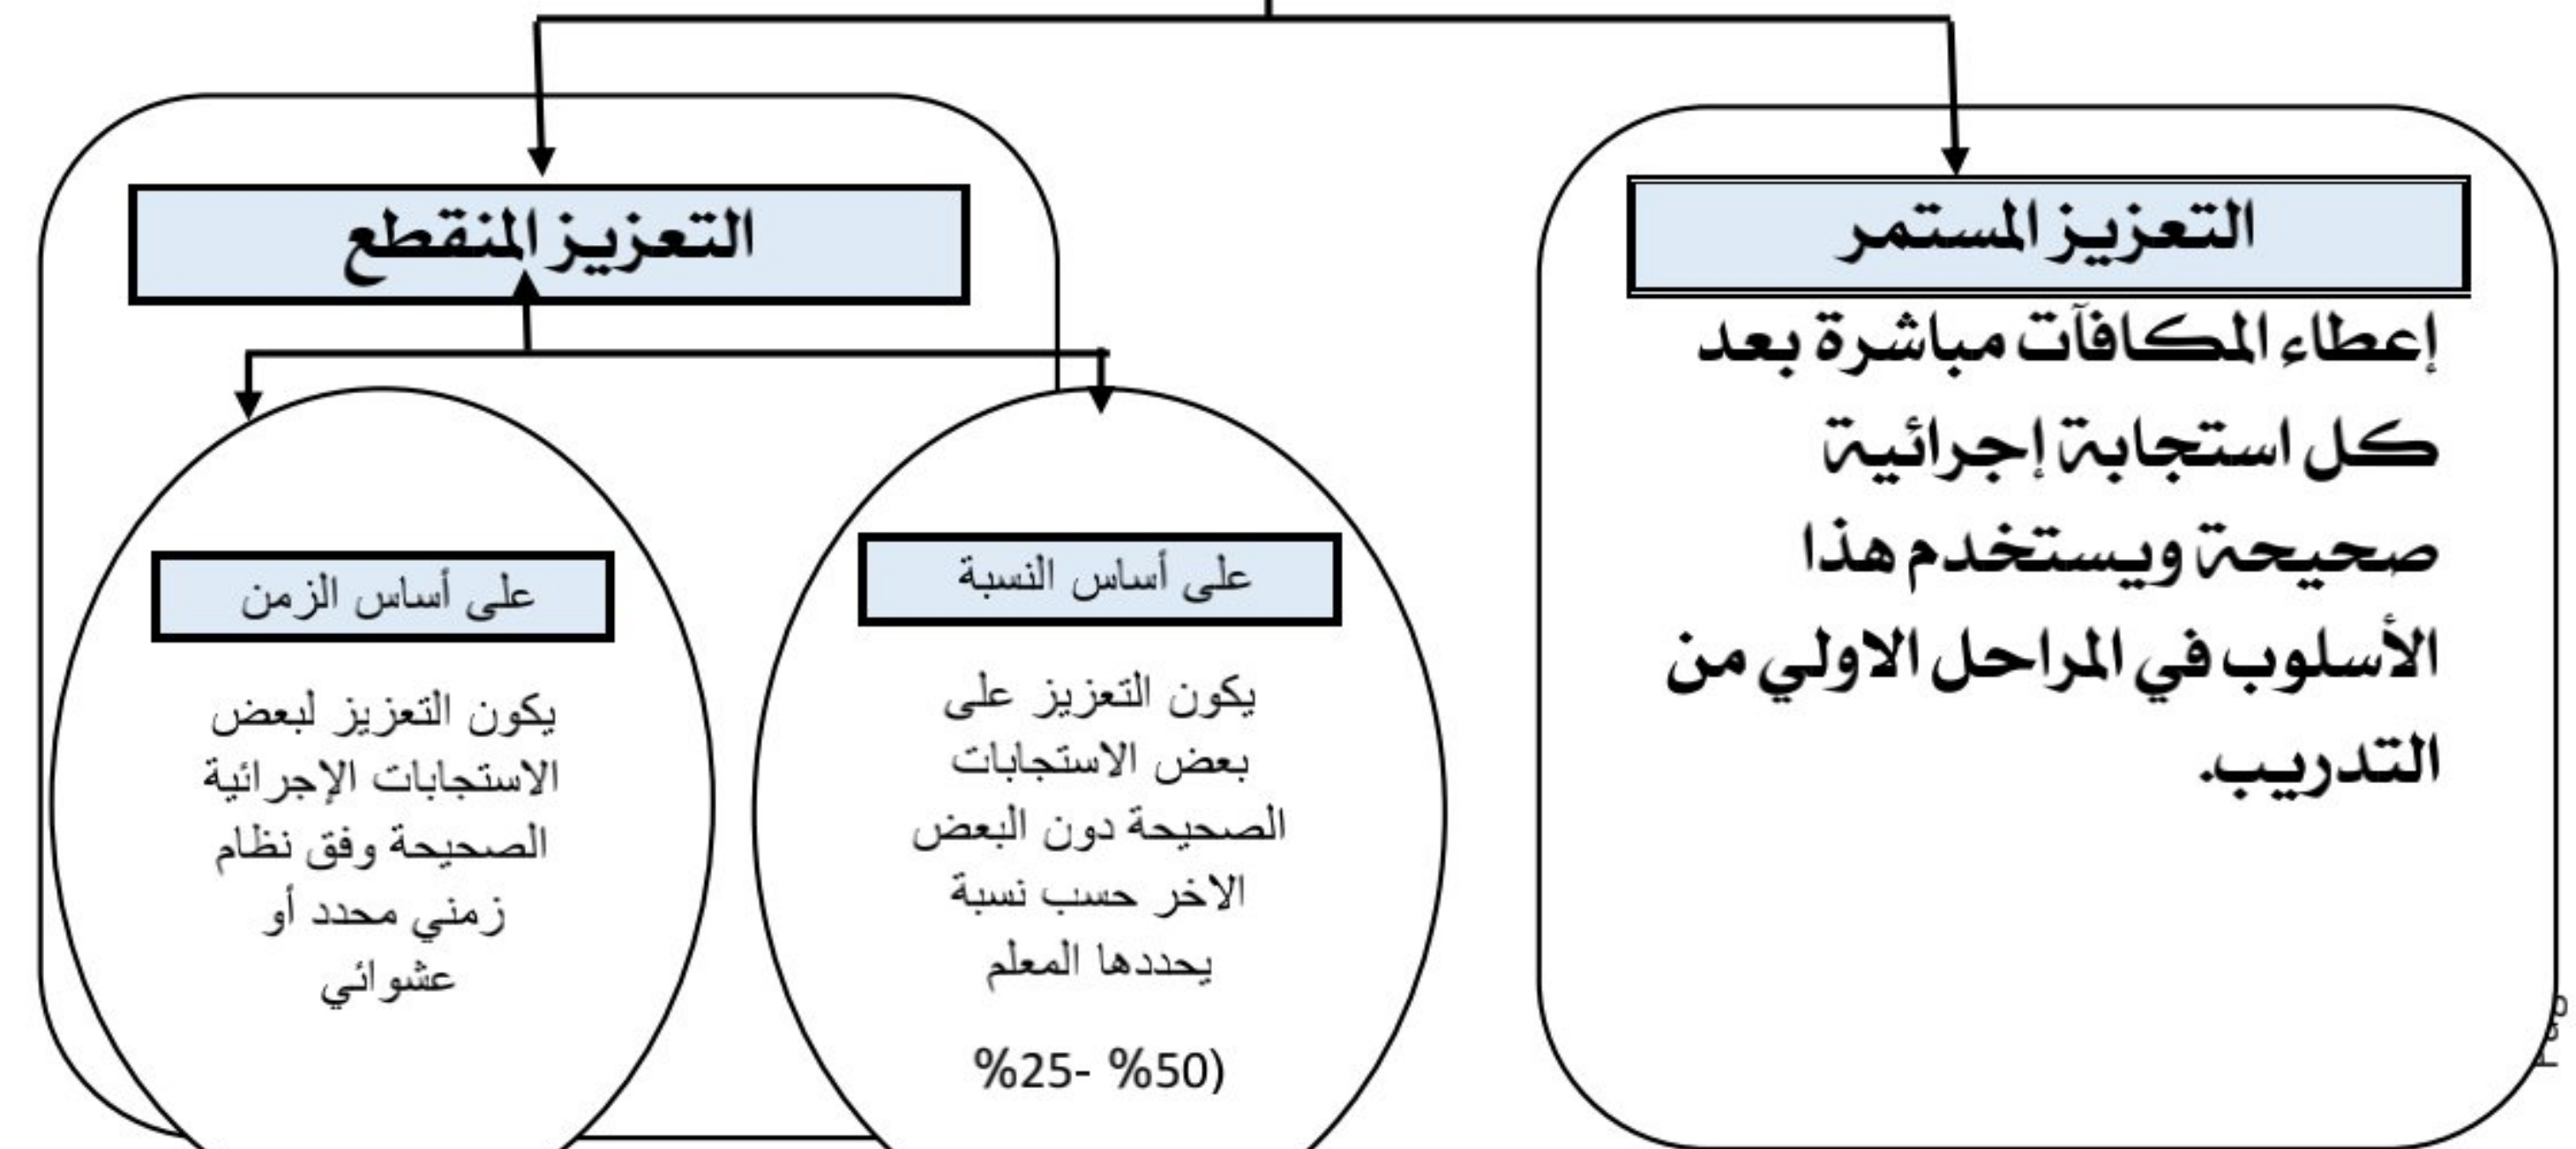 التعزيز المستمر
إعطاء المكافآت مباشرة بعد
كل استجابة إجرائية
صحيحة ويستخدم هذا
الأسلوب في المراحل الاولي من
التدريب.
التعزيز المنقطع
على أساس النسبة
يكون التعزيز على
بعض الاستجابات
الصحيحة دون البعض
الاخر حسب نسبة
يحددها المعلم
(50% -25%
على أساس الزمن
يكون التعزيز لبعض
الاستجابات الإجرائية
الصحيحة وفق نظام
زمني محدد أو
عشوائي